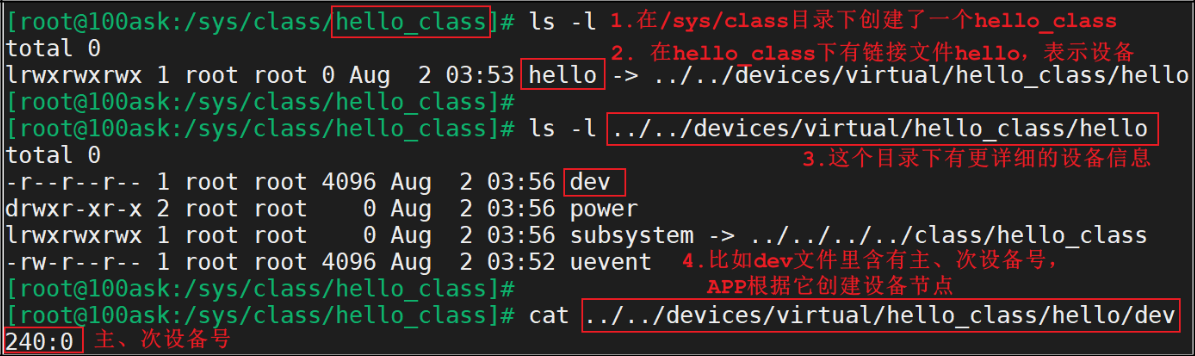 [root@100ask:/sys/class/hello_class]# ls -l 1.在/sys/class目录下创建了一个hello_class
total 0 2. 在hello_class下有链接文件hello，表示设备
lrwxrwxrwx 1 root root 0 Aug  2 03:53 hello -> ../../devices/virtual/hello_class/hello
[root@100ask:/sys/class/hello_class]#
[root@100ask:/sys/class/hello_class]# ls -l ../../devices/virtual/hello_class/hello
total 0 3.这个目录下有更详细的设备信息
-r--r--r-- 1 root root 4096 Aug  2 03:56 dev
drwxr-xr-x 2 root root    0 Aug  2 03:56 power
lrwxrwxrwx 1 root root    0 Aug  2 03:56 subsystem -> ../../../../class/hello_class
-rw-r--r-- 1 root root 4096 Aug  2 03:52 uevent 4.比如dev文件里含有主、次设备号，
[root@100ask:/sys/class/hello_class]# APP根据它创建设备节点
[root@100ask:/sys/class/hello_class]# cat ../../devices/virtual/hello_class/hello/dev
240:0 主、次设备号